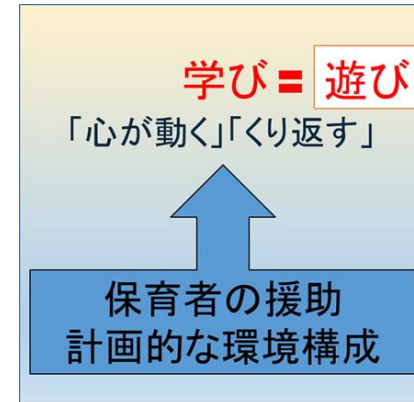 学び=遊び
「心が動く」「くり返す」
保育者の援助
計画的な環境構成